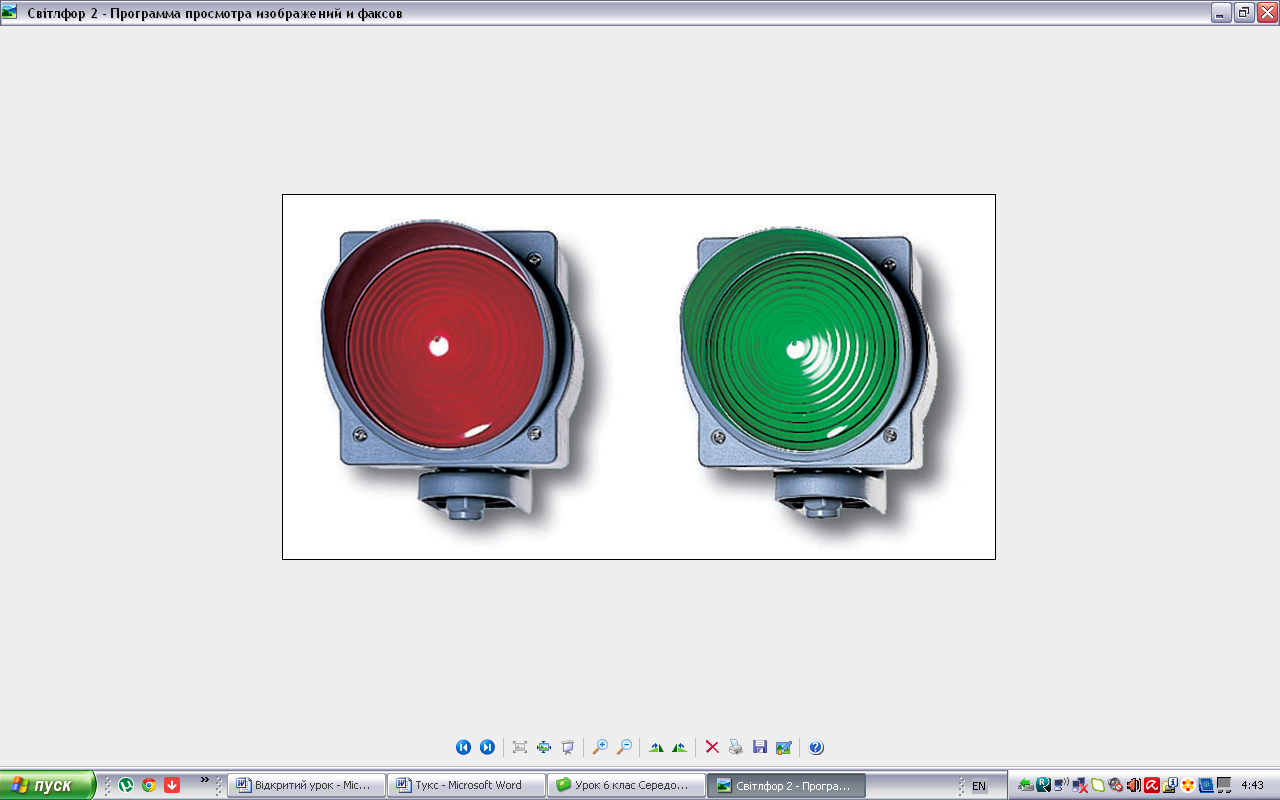 Світлфор 2 - Программа просмотра изображений и факсов
пуск
»
Відкритий урок - Міс...
Тукс - Microsoft Word
Урок 6 клас Середо...
Світлфор 2 - Програ...
EN
4:43